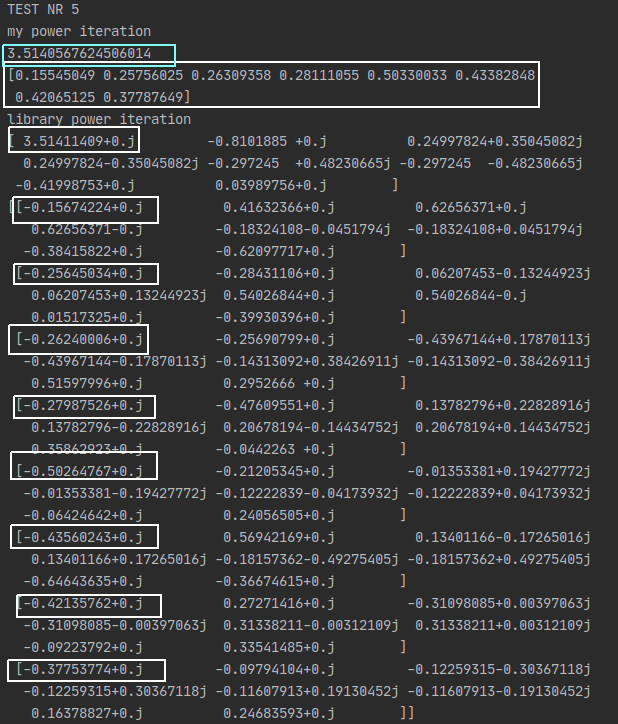 TEST NR 5
my power iteration
3.5140567624506014
[0.15545049 0.25756025 0.26309358 0.28111055 0.50330033 0.43382848
 0.42065125 0.37787649]
library power iteration
[ 3.51411409+0.j         -0.8101885 +0.j          0.24997824+0.35045082j
  0.24997824-0.35045082j -0.297245  +0.48230665j -0.297245  -0.48230665j
 -0.41998753+0.j          0.03989756+0.j        ]
[[-0.15674224+0.j          0.41632366+0.j          0.62656371+0.j
   0.62656371-0.j         -0.18324108-0.0451794j  -0.18324108+0.0451794j
  -0.38415822+0.j         -0.62097717+0.j        ]
 [-0.25645034+0.j         -0.28431106+0.j          0.06207453-0.13244923j
   0.06207453+0.13244923j  0.54026844+0.j          0.54026844-0.j
   0.01517325+0.j         -0.39930396+0.j        ]
 [-0.26240006+0.j         -0.25690799+0.j         -0.43967144+0.17870113j
  -0.43967144-0.17870113j -0.14313092+0.38426911j -0.14313092-0.38426911j
   0.51597996+0.j          0.2952666 +0.j        ]
 [-0.27987526+0.j         -0.47609551+0.j          0.13782796+0.22828916j
   0.13782796-0.22828916j  0.20678194-0.14434752j  0.20678194+0.14434752j
   0.35862923+0.j         -0.0442263 +0.j        ]
 [-0.50264767+0.j         -0.21205345+0.j         -0.01353381+0.19427772j
  -0.01353381-0.19427772j -0.12222839-0.04173932j -0.12222839+0.04173932j
  -0.06424642+0.j          0.24056505+0.j        ]
 [-0.43560243+0.j          0.56942169+0.j          0.13401166-0.17265016j
   0.13401166+0.17265016j -0.18157362-0.49275405j -0.18157362+0.49275405j
  -0.64643635+0.j         -0.36674615+0.j        ]
 [-0.42135762+0.j          0.27271416+0.j         -0.31098085+0.00397063j
  -0.31098085-0.00397063j  0.31338211-0.00312109j  0.31338211+0.00312109j
  -0.09223792+0.j          0.33541485+0.j        ]
 [-0.37753774+0.j         -0.09794104+0.j         -0.12259315-0.30367118j
  -0.12259315+0.30367118j -0.11607913+0.19130452j -0.11607913-0.19130452j
   0.16378827+0.j          0.24683593+0.j        ]]